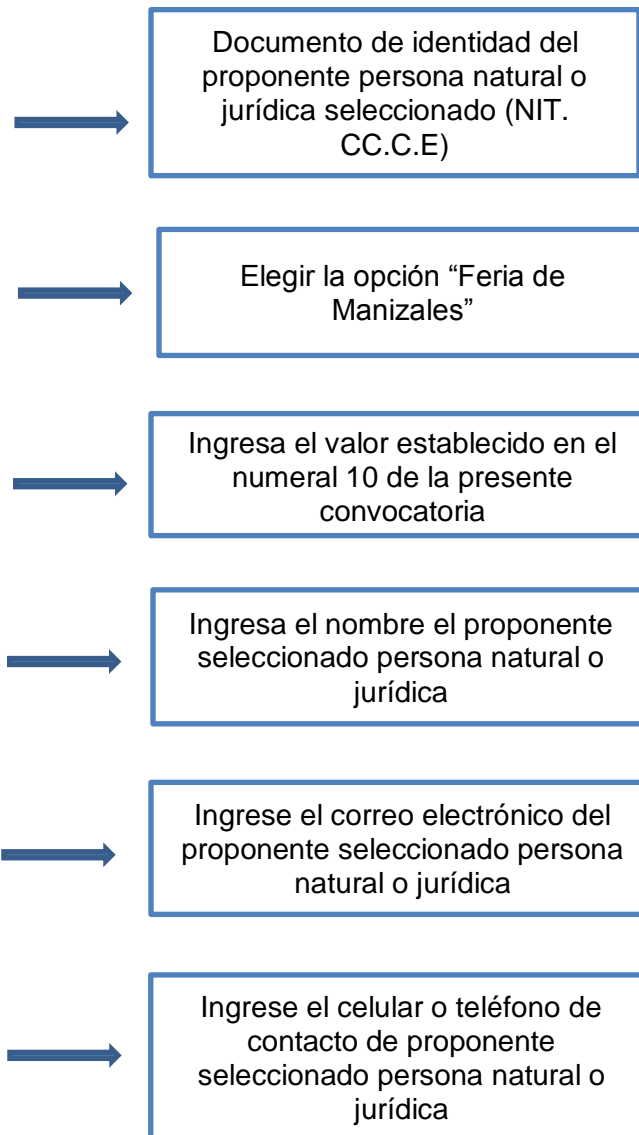 Documento de identidad del
proponente persona natural o
jurídica seleccionado (NIT.
CC.C.E)
Elegir la opción “Feria de
Manizales”
Ingresa el valor establecido en el
numeral 10 de la presente
convocatoria
Ingresa el nombre el proponente
seleccionado persona natural o
jurídica
Ingrese el correo electrónico del
proponente seleccionado persona
natural o jurídica
Ingrese el celular o teléfono de
contacto de proponente
seleccionado persona natural o
jurídica